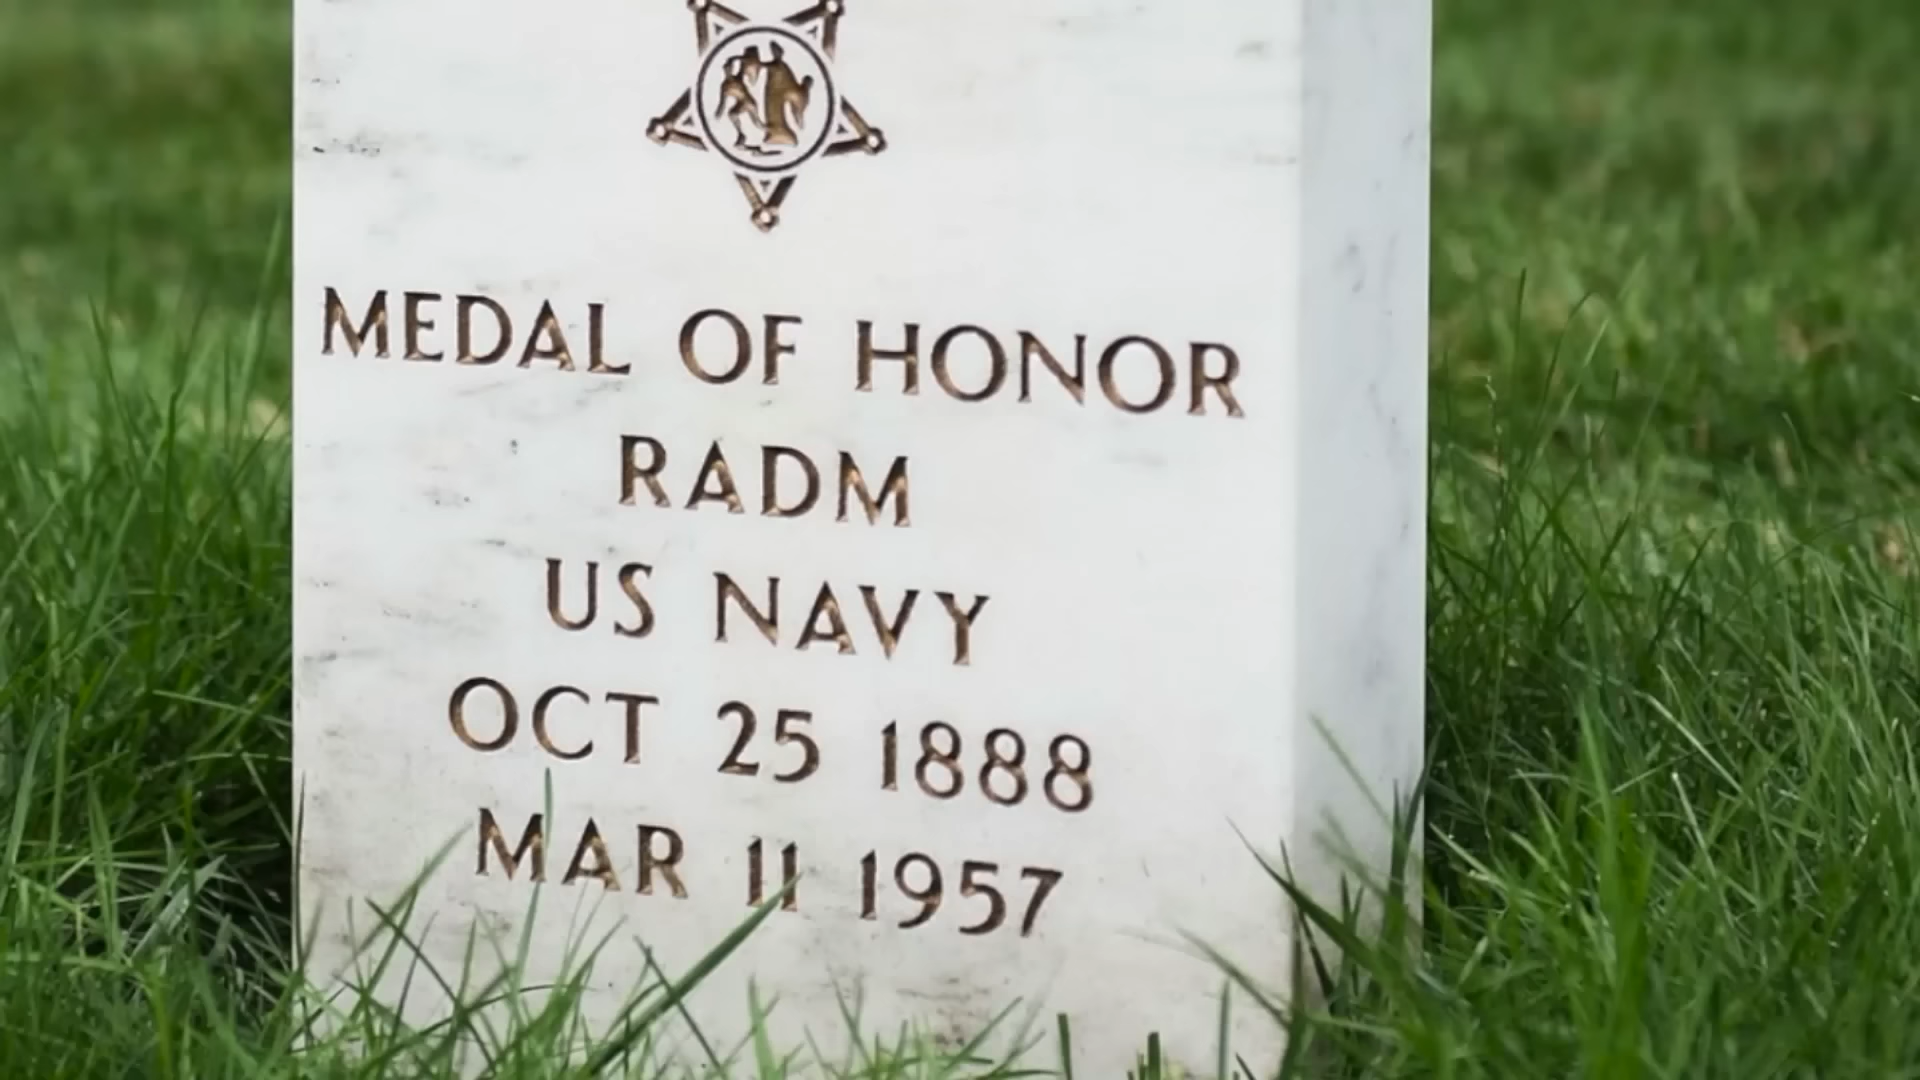 MEDAL OF HONOR
RADM
US NAVY
OCT 25 1888
MAR 11 1957